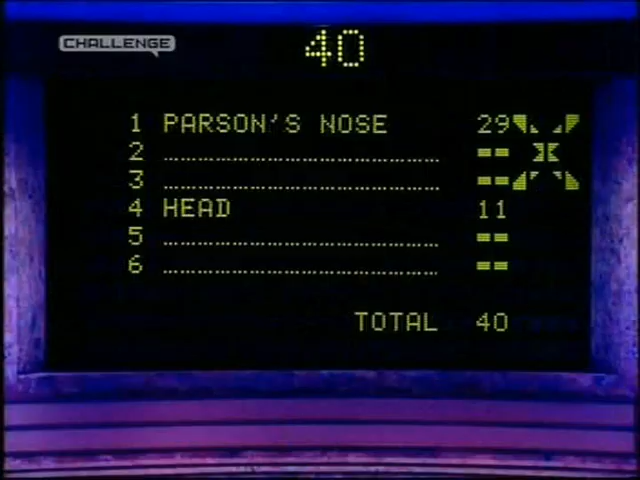 CHALLENGE
40
1 PARSON'S NOSE 29
2 ........................ ==
3 ........................ ==
4 HEAD 11
5 ........................ ==
6 ........................ ==
TOTAL 40